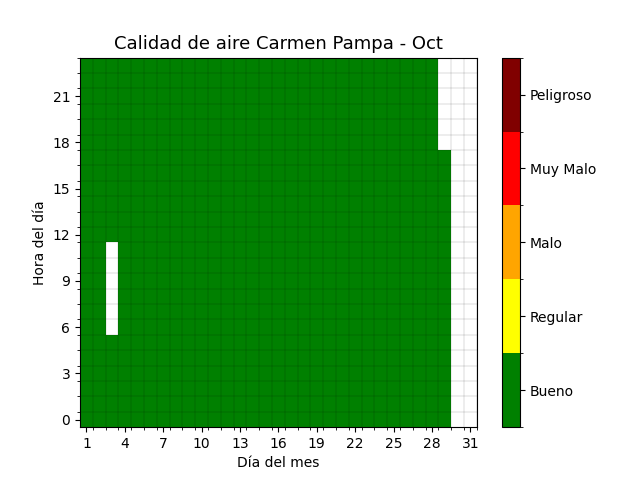 Calidad de aire Carmen Pampa - Oct
Hora del día
21
18
15
12
9
6
3
0
1 4 7 10 13 16 19 22 25 28 31
Día del mes
Peligroso
Muy Malo
Malo
Regular
Bueno